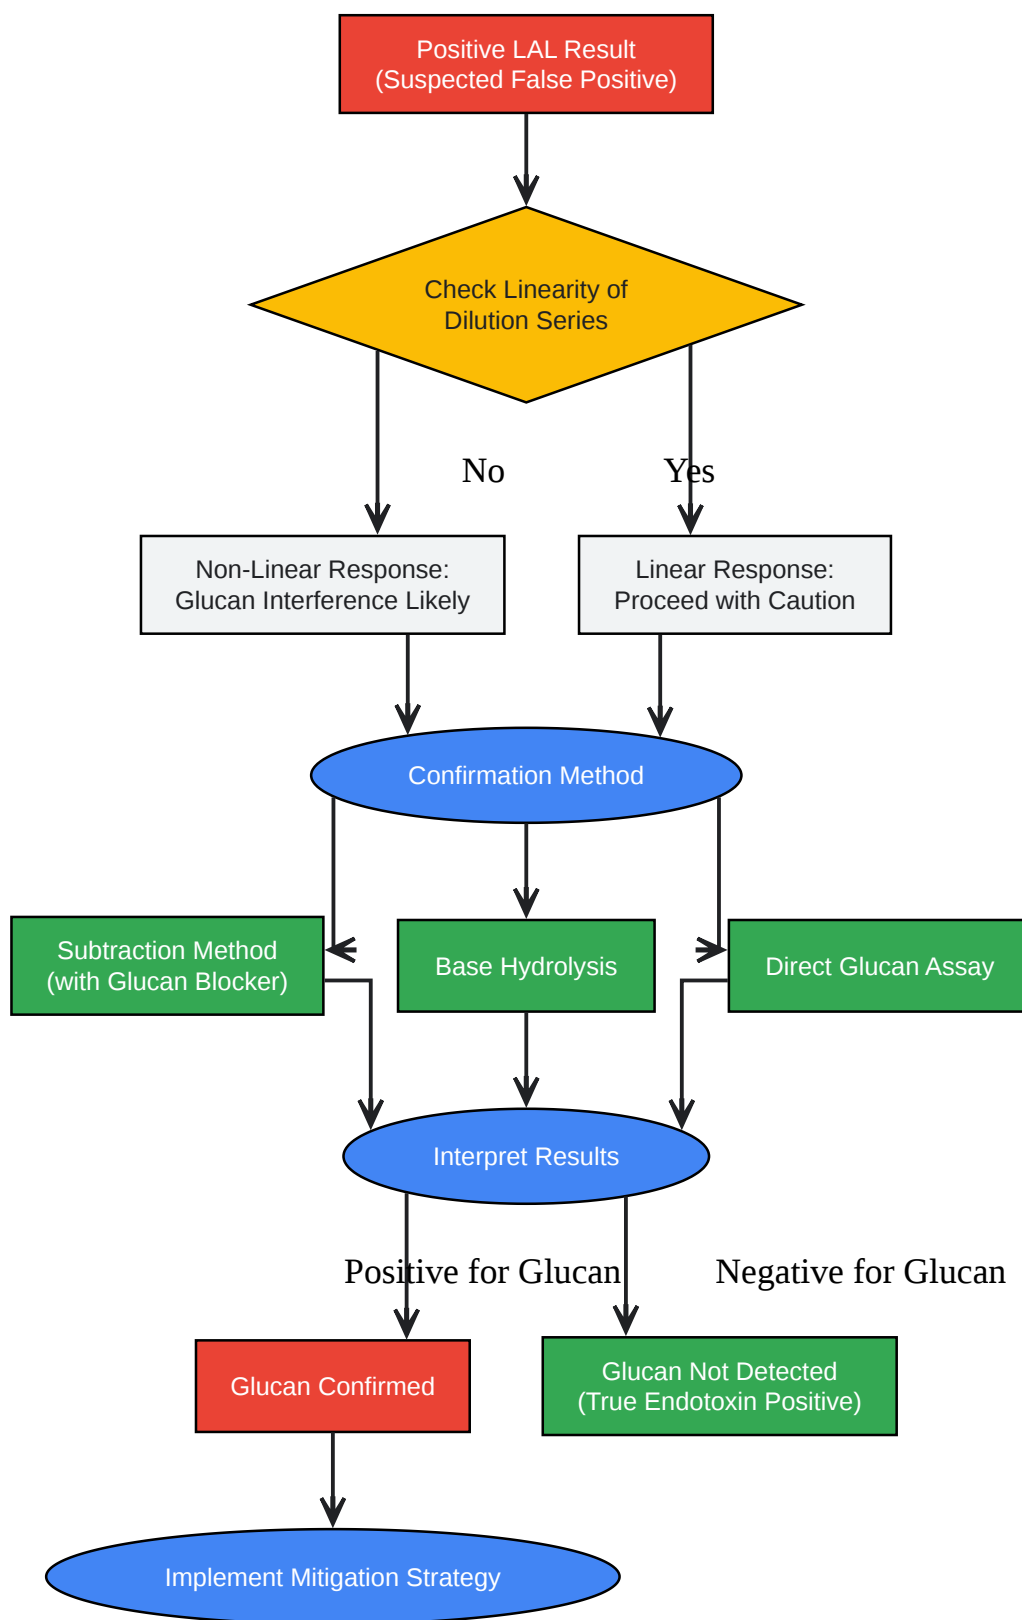 Positive LAL Result
(Suspected False Positive)
Check Linearity of
Dilution Series
No
Yes
Non-Linear Response:
Glucan Interference Likely
Linear Response:
Proceed with Caution
Confirmation Method
Subtraction Method
(with Glucan Blocker)
Base Hydrolysis
Direct Glucan Assay
Interpret Results
Positive for Glucan
Negative for Glucan
Glucan Confirmed
Glucan Not Detected
(True Endotoxin Positive)
Implement Mitigation Strategy